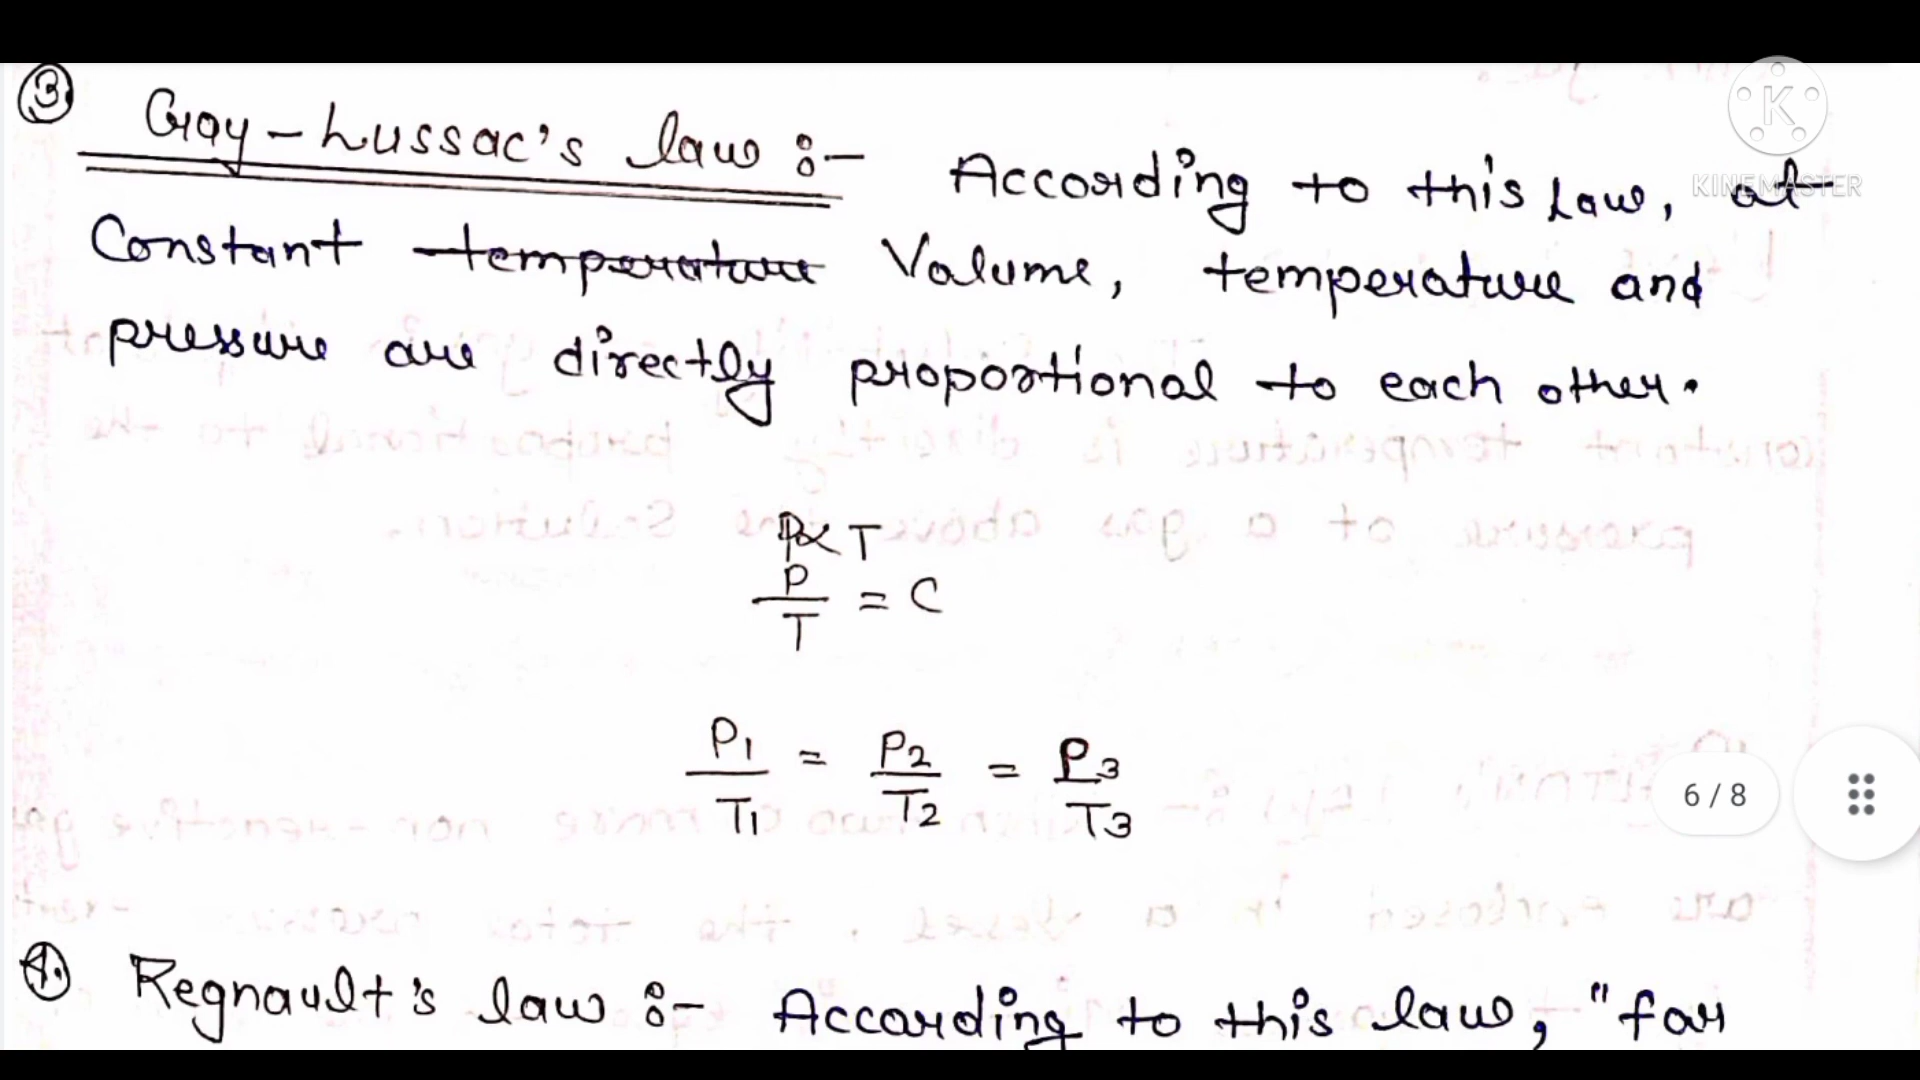 ③ Gay-Lussac's law :- According to this Law, at
Constant temperature Volume, temperature and
pressure are directly proportional to each other.
P∝ T
P/T = C
P1/T1 = P2/T2 = P3/T3
④ Regnault's law :- According to this law, "for
K
KINEMASTER
6 / 8